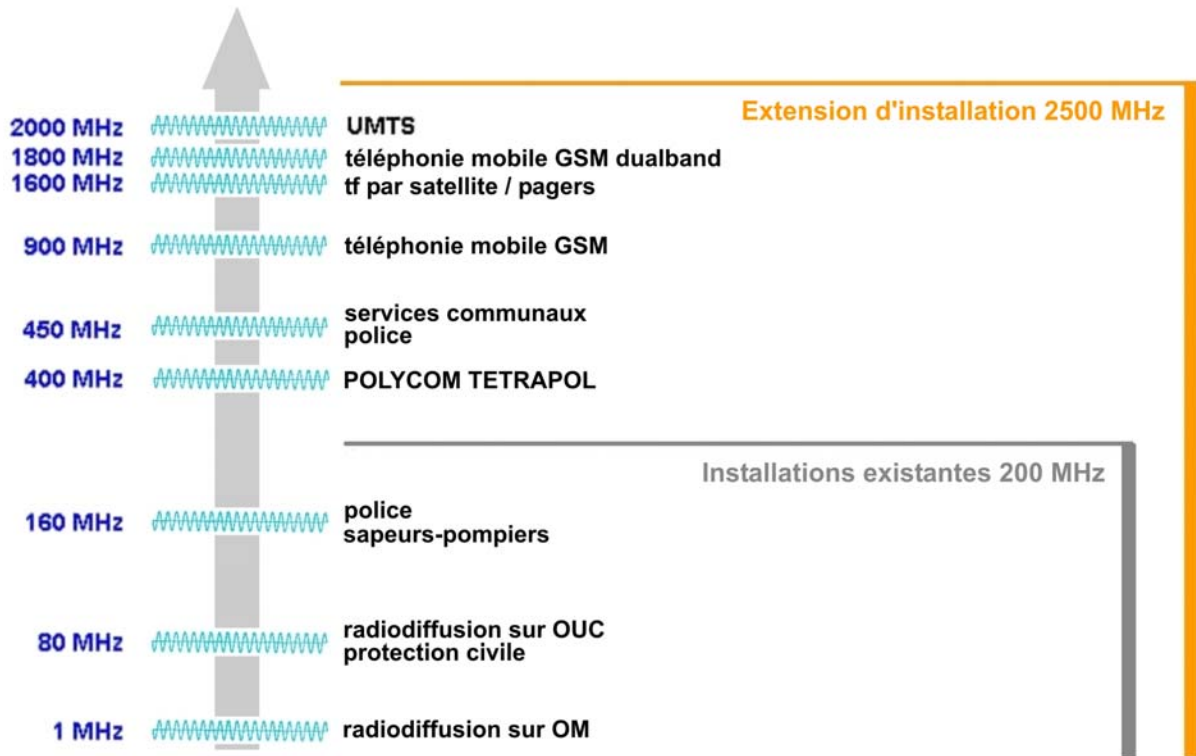 Extension d'installation 2500 MHz
2000 MHz UMTS
1800 MHz téléphonie mobile GSM dualband
1600 MHz tf par satellite / pagers
900 MHz téléphonie mobile GSM
450 MHz services communaux
police
400 MHz POLYCOM TETRAPOL
Installations existantes 200 MHz
160 MHz police
sapeurs-pompiers
80 MHz radiodiffusion sur OUC
protection civile
1 MHz radiodiffusion sur OM